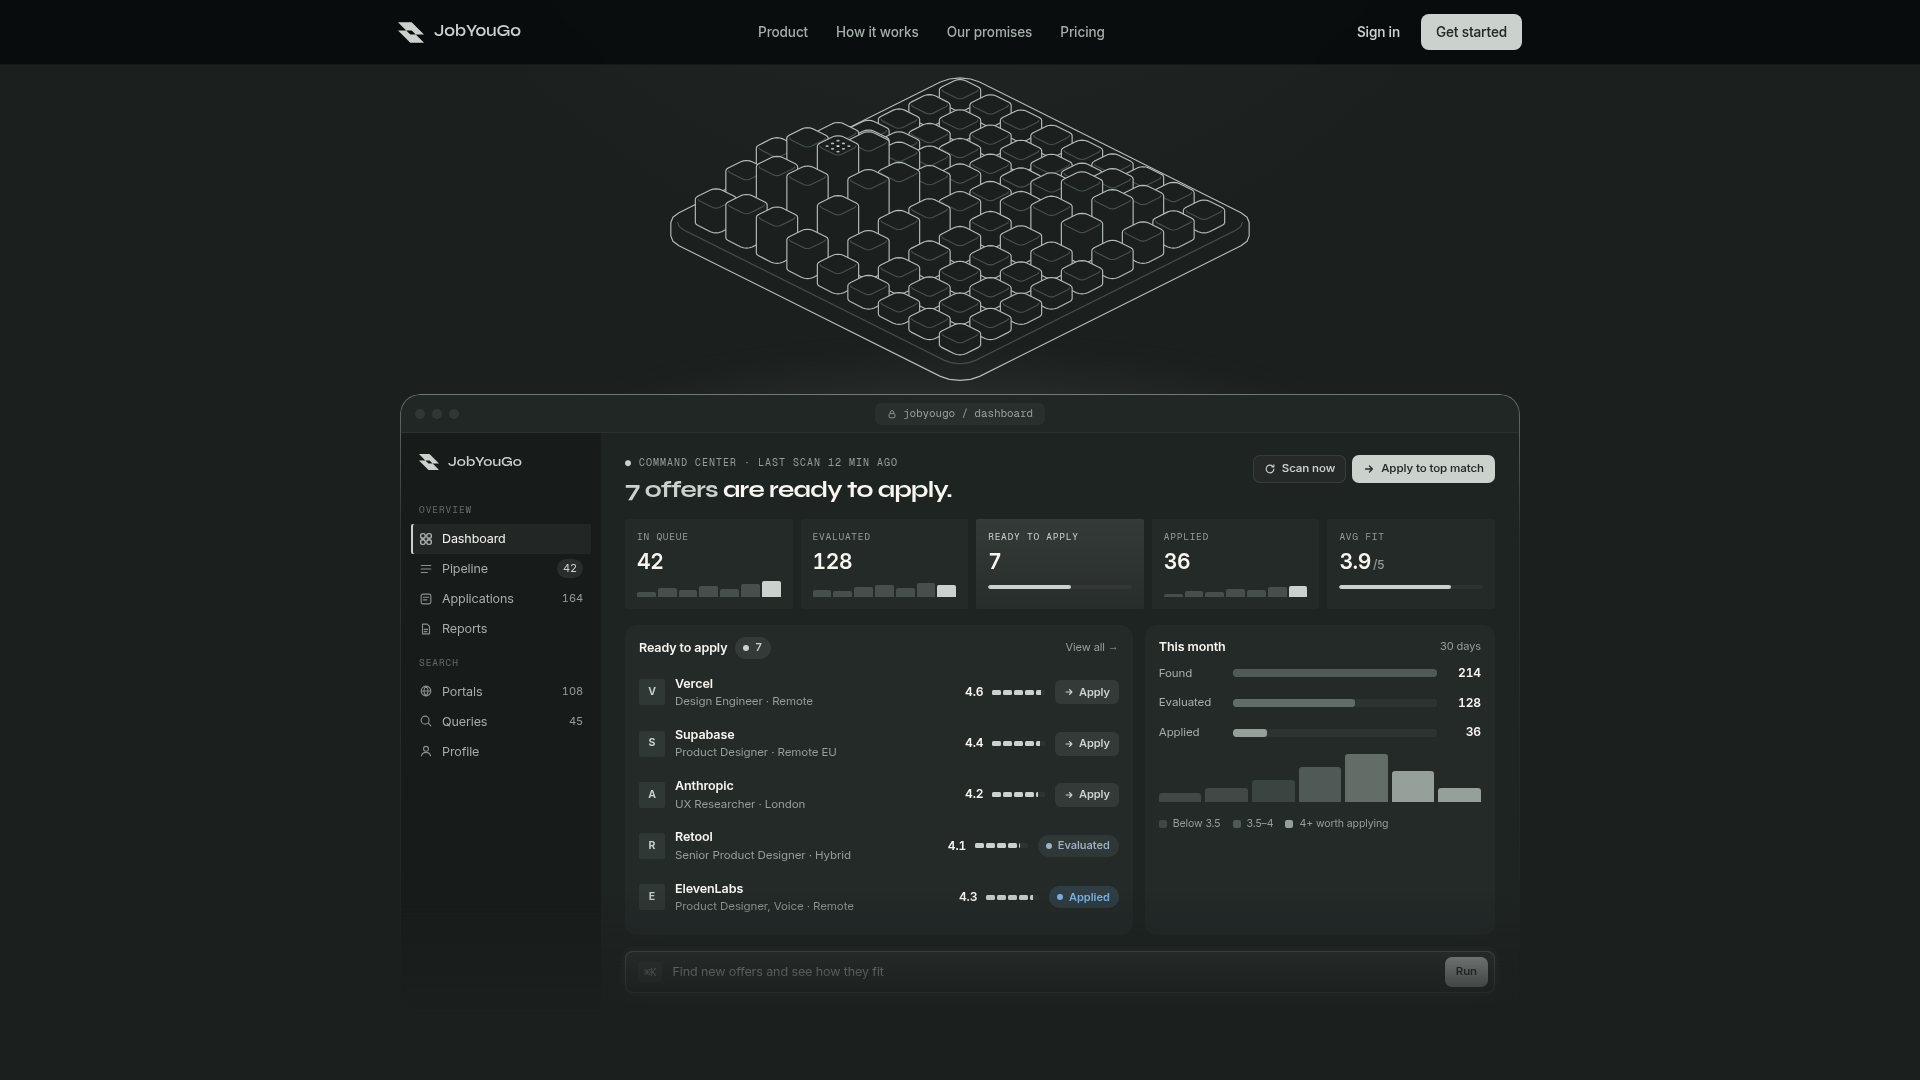 JobYouGo
Product
How it works
Our promises
Pricing
Sign in
Get started
jobyougo / dashboard
JobYouGo
OVERVIEW
Dashboard
Pipeline 42
Applications 164
Reports
SEARCH
Portals 108
Queries 45
Profile
COMMAND CENTER · LAST SCAN 12 MIN AGO
7 offers are ready to apply.
Scan now
→ Apply to top match
IN QUEUE
42
EVALUATED
128
READY TO APPLY
7
APPLIED
36
AVG FIT
3.9/5
Ready to apply 7
View all →
V
Vercel
Design Engineer · Remote
4.6
→ Apply
S
Supabase
Product Designer · Remote EU
4.4
→ Apply
A
Anthropic
UX Researcher · London
4.2
→ Apply
R
Retool
Senior Product Designer · Hybrid
4.1
Evaluated
E
ElevenLabs
Product Designer, Voice · Remote
4.3
Applied
This month
30 days
Found 214
Evaluated 128
Applied 36
Below 3.5
3.5–4
4+ worth applying
⌘K Find new offers and see how they fit
Run